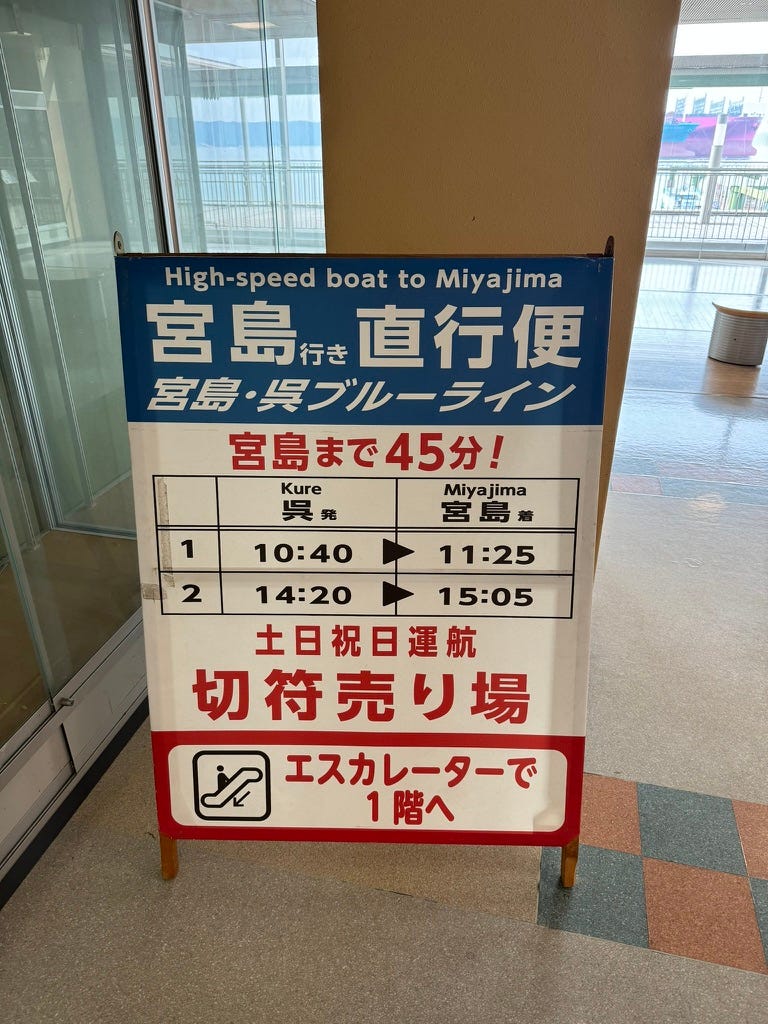 High-speed boat to Miyajima
宮島行き 直行便
宮島・呉ブルーライン
宮島まで45分!
Kure Miyajima
呉発 宮島着
1 10:40 ▶ 11:25
2 14:20 ▶ 15:05
土日祝日運航
切符売り場
エスカレーターで
1階へ